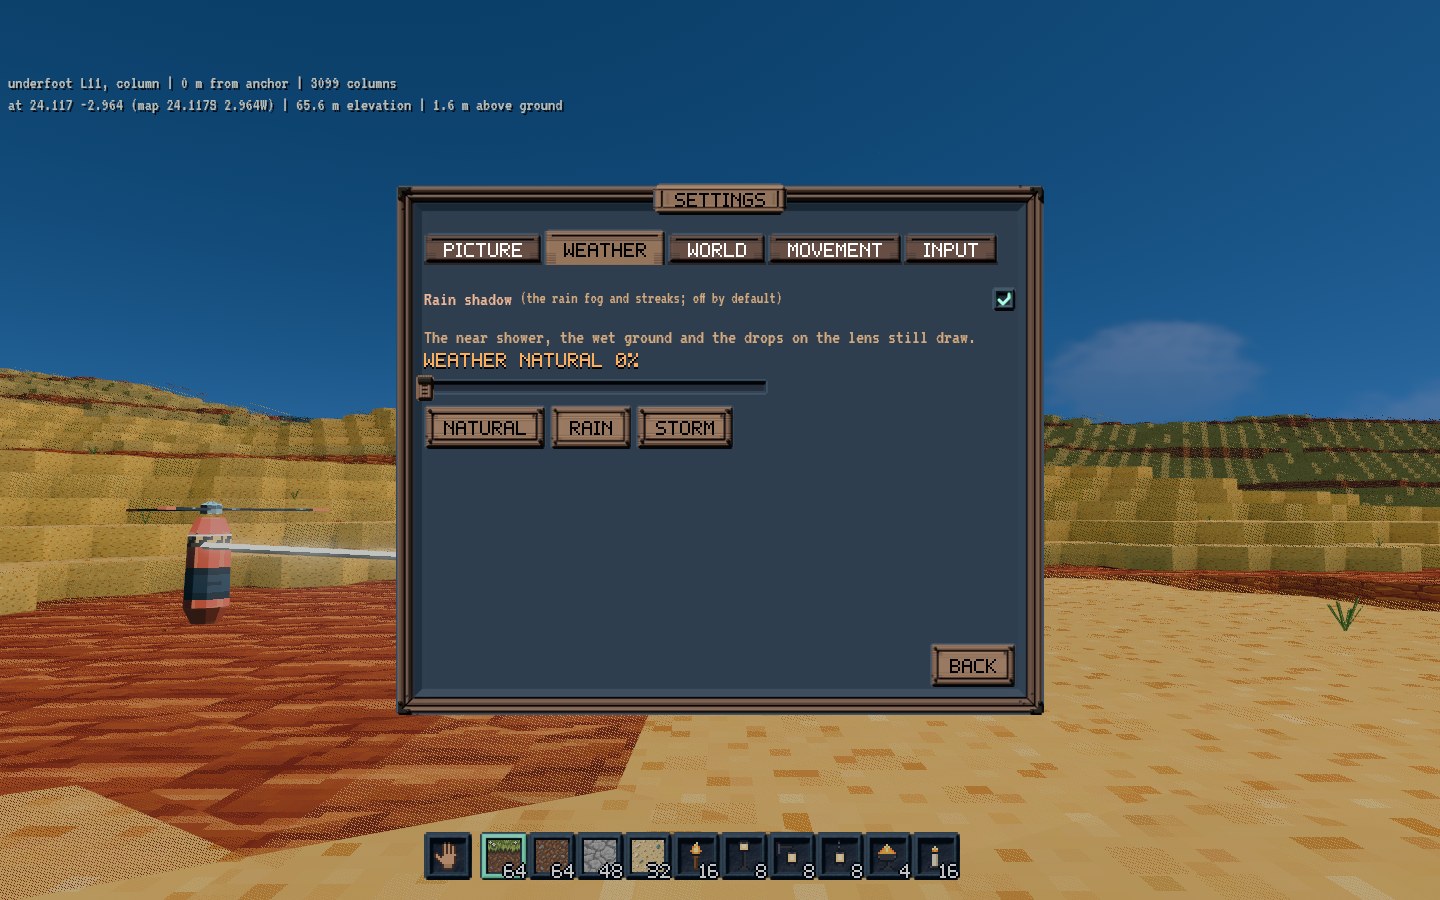 underfoot L11, column | 0 m from anchor | 3099 columns
at 24.117 -2.964 (map 24.117S 2.964W) | 65.6 m elevation | 1.6 m above ground
SETTINGS
PICTURE WEATHER WORLD MOVEMENT INPUT
Rain shadow (the rain fog and streaks; off by default)
The near shower, the wet ground and the drops on the lens still draw.
WEATHER NATURAL 0%
NATURAL RAIN STORM
BACK
64 64 48 32 16 8 8 8 4 16